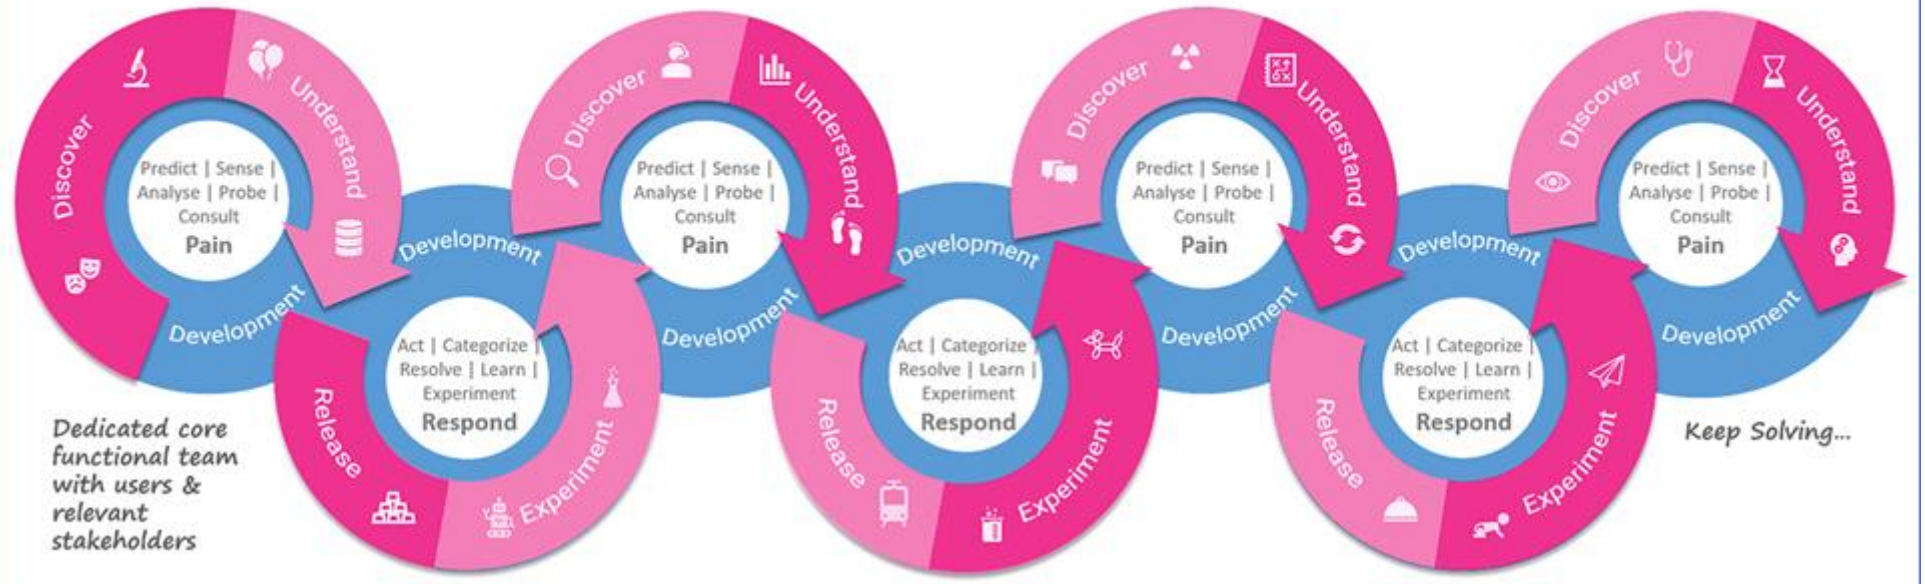 Discover
Understand
Predict | Sense |
Analyse | Probe |
Consult
Pain
Development
Development
Act | Categorize |
Resolve | Learn |
Experiment
Respond
Release
Experiment
Discover
Understand
Predict | Sense |
Analyse | Probe |
Consult
Pain
Development
Development
Act | Categorize |
Resolve | Learn |
Experiment
Respond
Release
Experiment
Discover
Understand
Predict | Sense |
Analyse | Probe |
Consult
Pain
Development
Development
Act | Categorize |
Resolve | Learn |
Experiment
Respond
Release
Experiment
Discover
Understand
Predict | Sense |
Analyse | Probe |
Consult
Pain
Development
Dedicated core
functional team
with users &
relevant
stakeholders
Keep Solving...